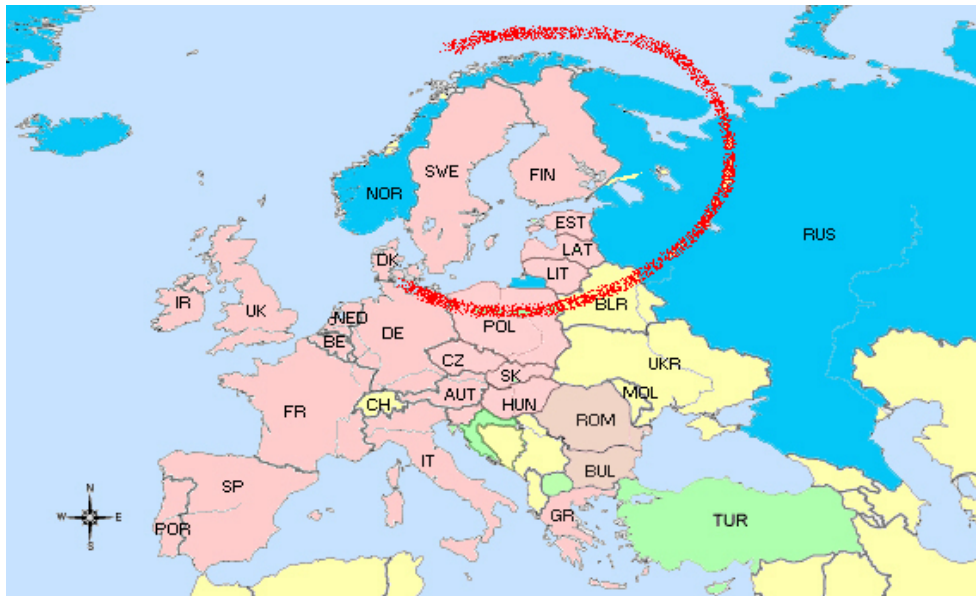 SWE
FIN
NOR
RUS
EST
LAT
DK
LIT
IR
UK
NED
BLR
BE
DE
POL
CZ
UKR
SK
AUT
MOL
CH
HUN
FR
ROM
IT
BUL
SP
N
W E
S
POR
GR
TUR